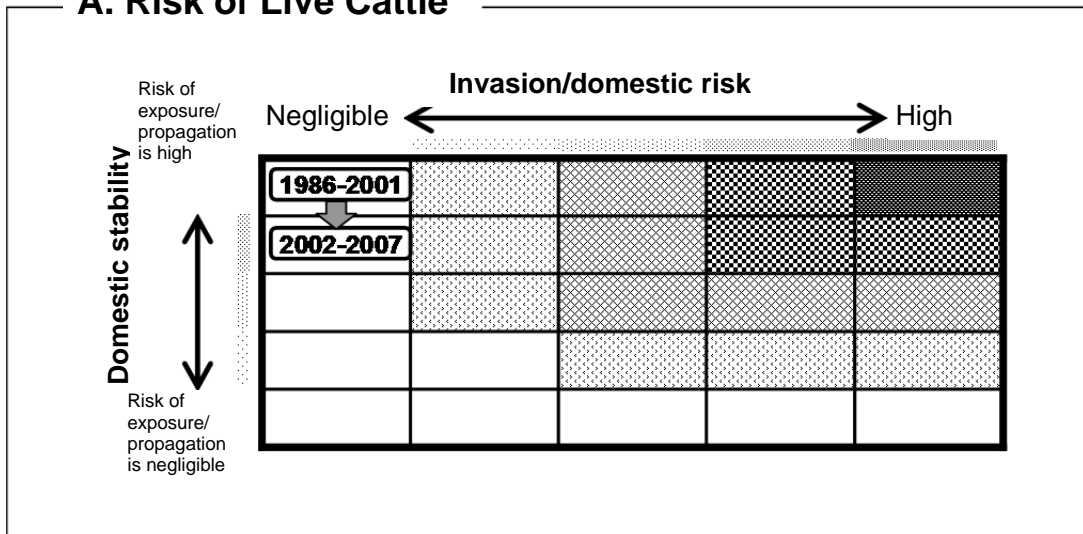 A. Risk of Live Cattle
Risk of
exposure/
propagation
is high
Invasion/domestic risk
Negligible
High
Domestic stability
1986-2001
2002-2007
Risk of
exposure/
propagation
is negligible